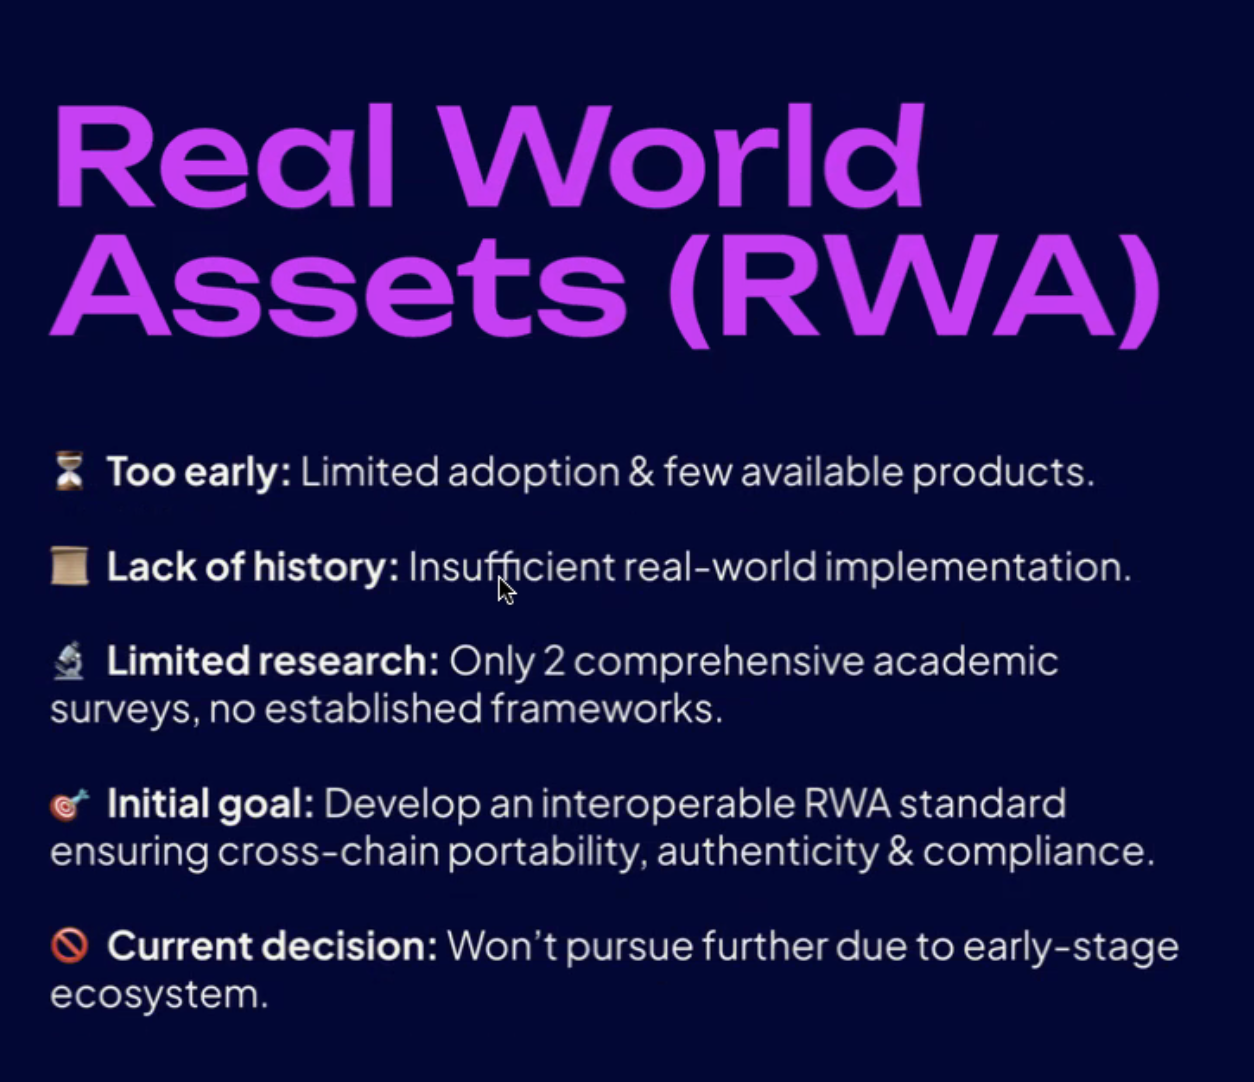 Real World
Assets (RWA)
⏳ Too early: Limited adoption & few available products.
📜 Lack of history: Insufficient real-world implementation.
🔬 Limited research: Only 2 comprehensive academic
surveys, no established frameworks.
🎯 Initial goal: Develop an interoperable RWA standard
ensuring cross-chain portability, authenticity & compliance.
🚫 Current decision: Won’t pursue further due to early-stage
ecosystem.